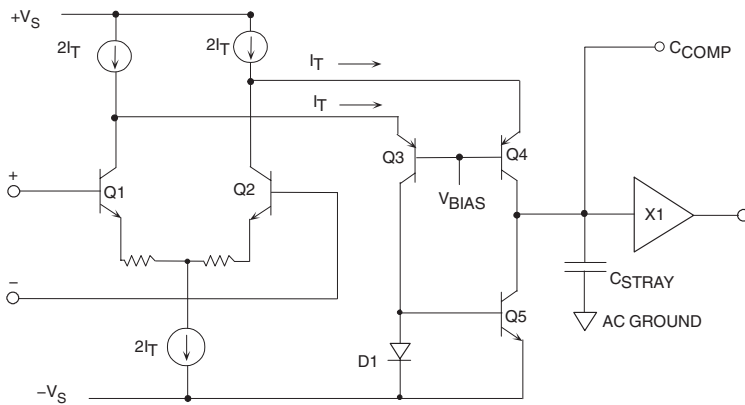 +VS
2IT
2IT
IT
IT
CCOMP
Q3
Q4
+
Q1
Q2
VBIAS
X1
CSTRAY
−
Q5
AC GROUND
2IT
D1
−VS